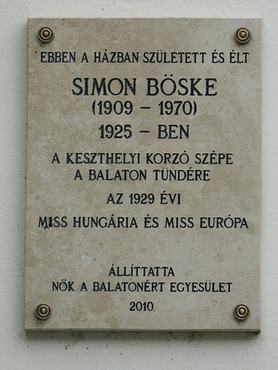 EBBEN A HÁZBAN SZÜLETETT ÉS ÉLT
SIMON BÖSKE
(1909 – 1970)
1925 – BEN
A KESZTHELYI KORZÓ SZÉPE
A BALATON TÜNDÉRE
AZ 1929 ÉVI
MISS HUNGÁRIA ÉS MISS EURÓPA
ÁLLÍTTATTA
NŐK A BALATONÉRT EGYESÜLET
2010.